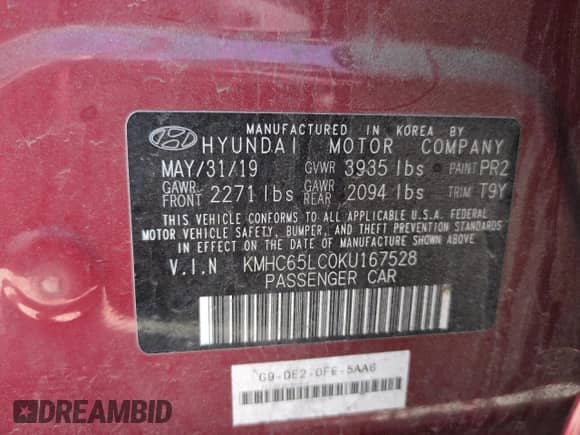 MANUFACTURED IN KOREA BY
HYUNDAI MOTOR COMPANY
MAY/31/19 GVWR 3935 lbs PAINT PR2
GAWR FRONT 2271 lbs GAWR REAR 2094 lbs TRIM T9Y
THIS VEHICLE CONFORMS TO ALL APPLICABLE U.S.A. FEDERAL
MOTOR VEHICLE SAFETY, BUMPER, AND THEFT PREVENTION STANDARDS
IN EFFECT ON THE DATE OF MANUFACTURE SHOWN ABOVE.
V.I.N KMHC65LC0KU167528
PASSENGER CAR
G9-DE2-0FE-5AA6
DREAMBID